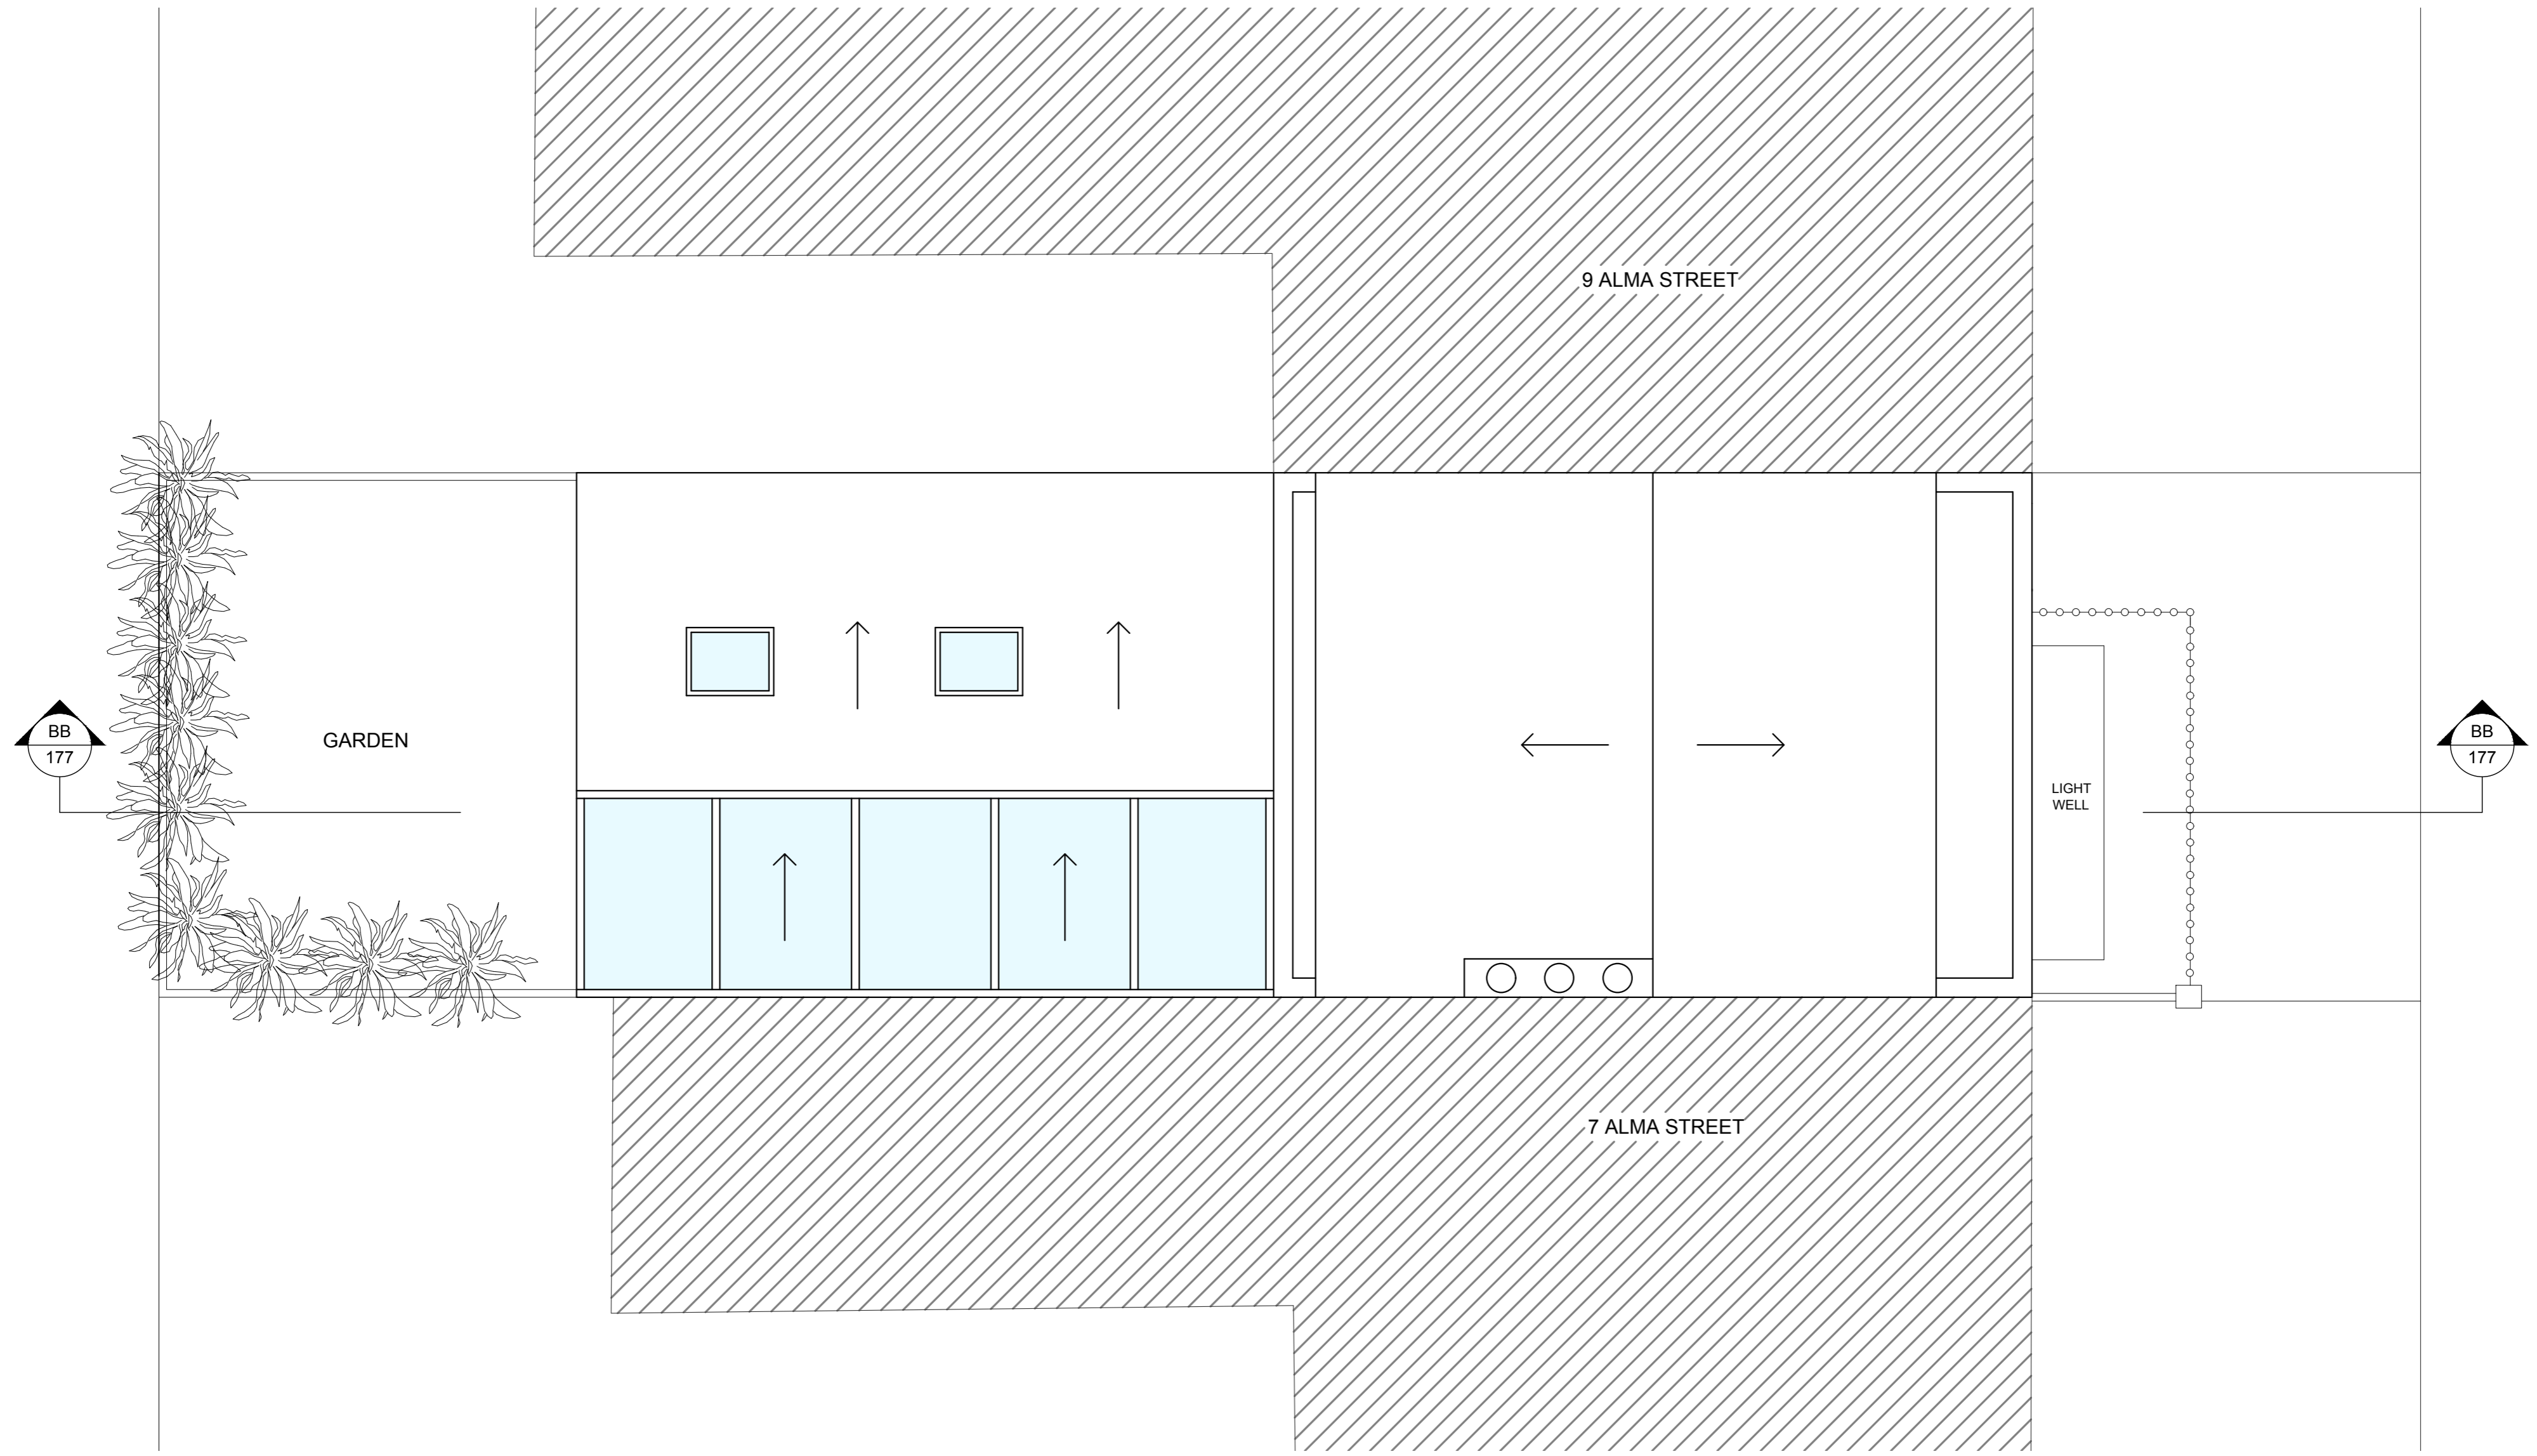 9 ALMA STREET
BB
177
GARDEN
BB
177
LIGHT
WELL
7 ALMA STREET